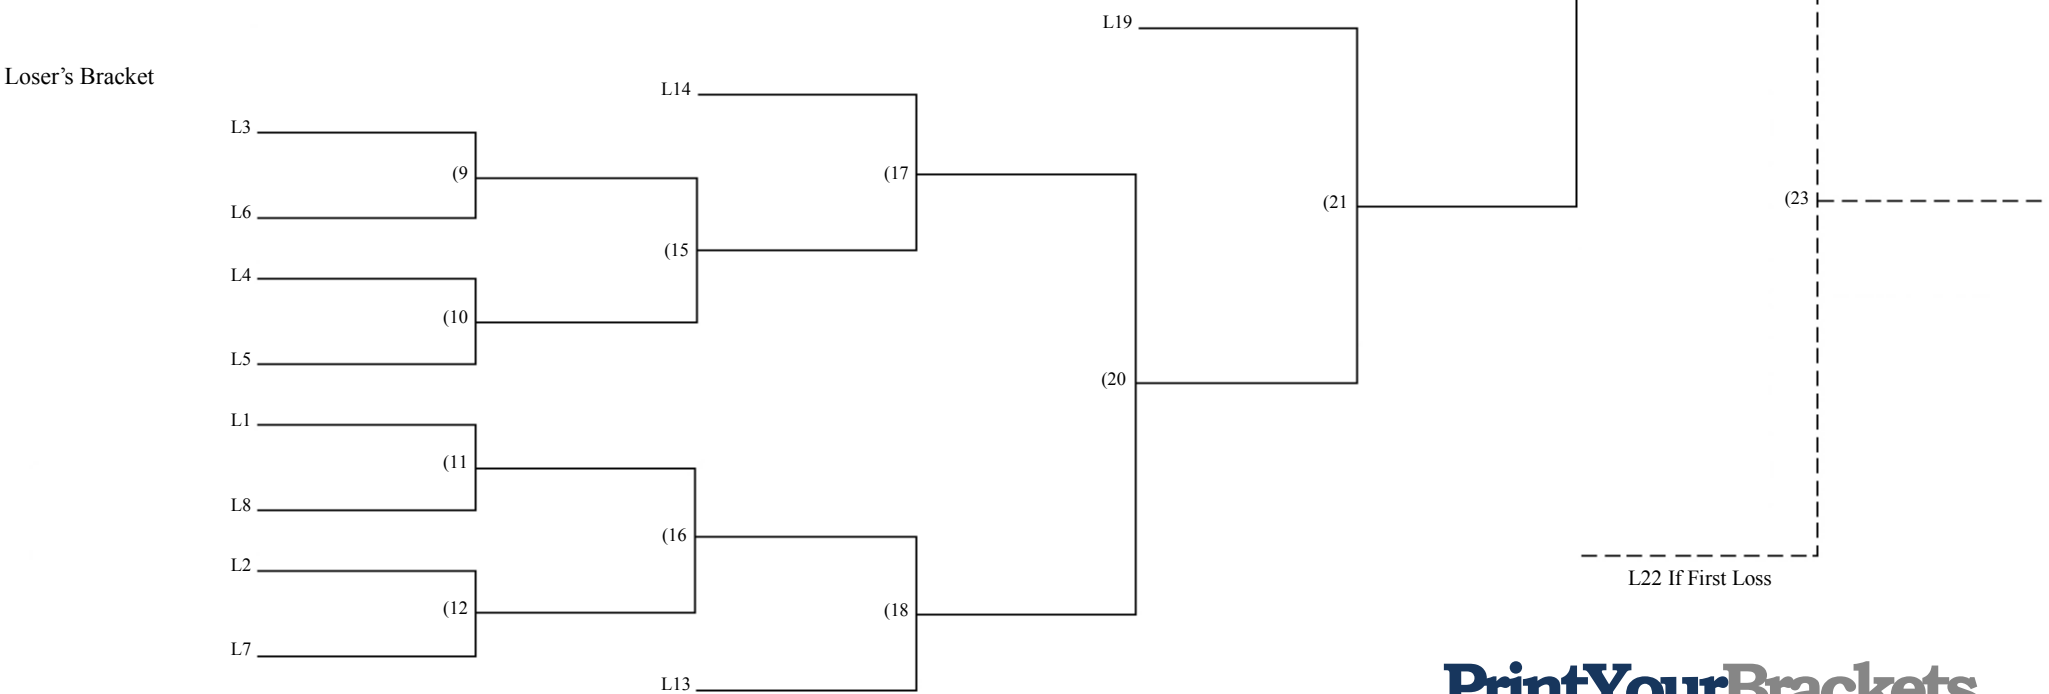 L19
Loser’s Bracket
L14
L3
(9
(17
(23
(21
L6
(15
L4
(10
L5
(20
L1
(11
L8
(16
L2
L22 If First Loss
(12
(18
L7
L13
PrintYourBrackets